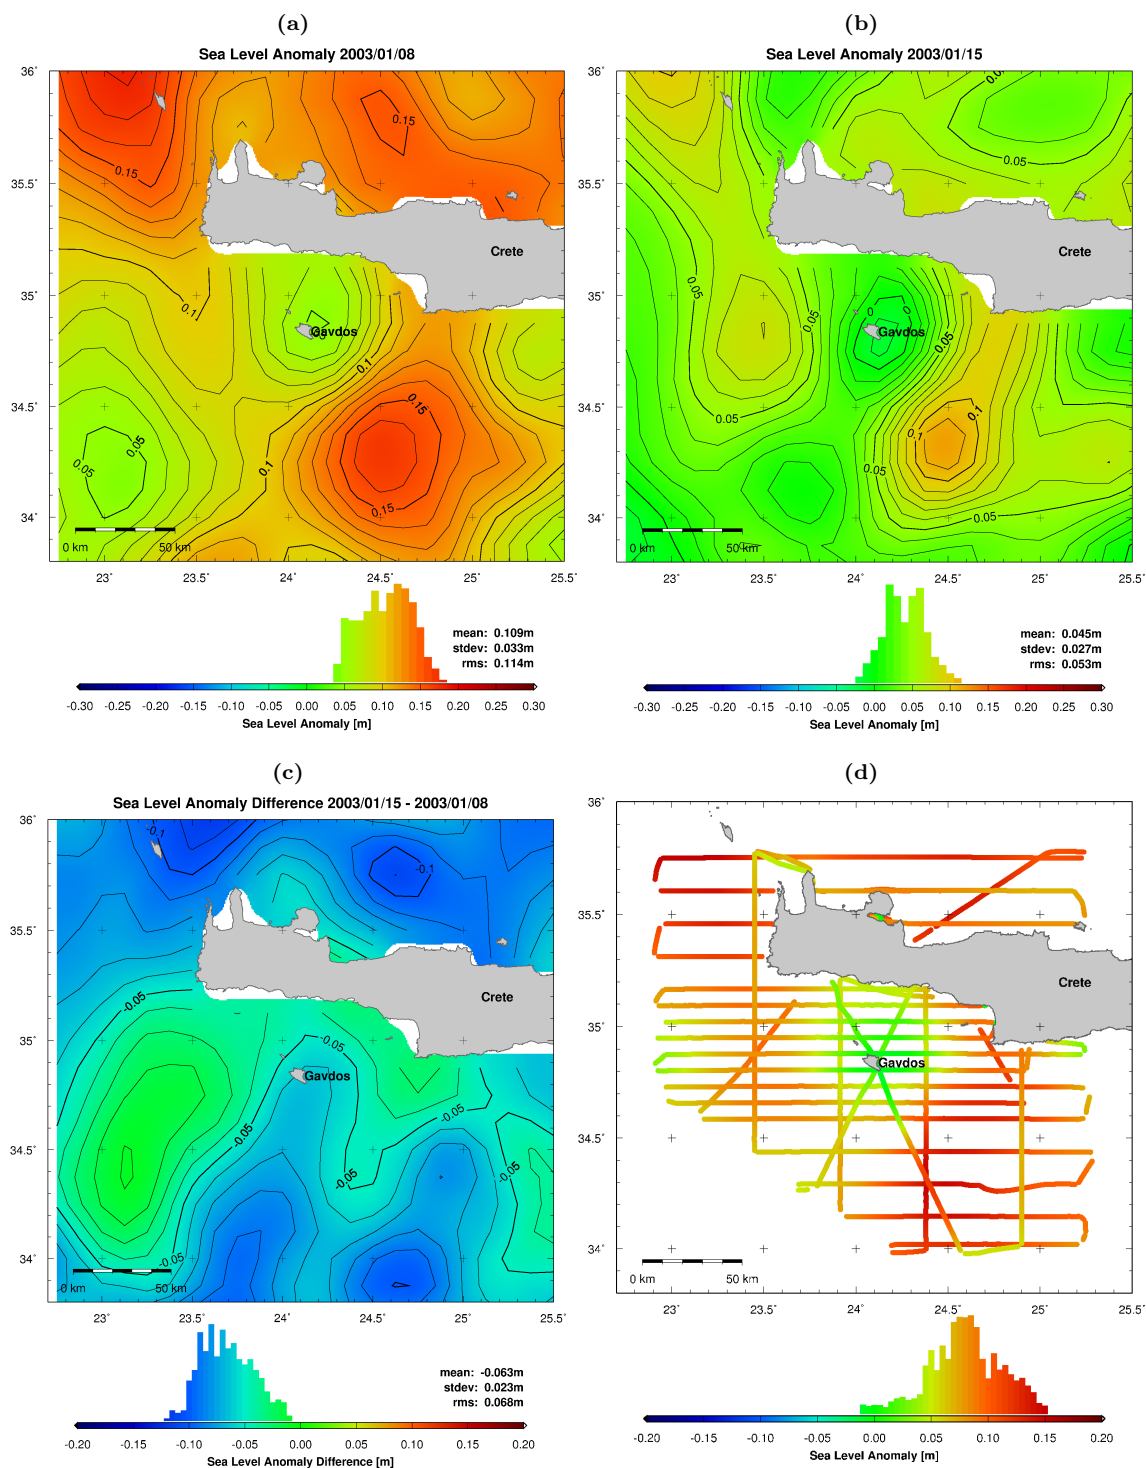 (a)
Sea Level Anomaly 2003/01/08
36°
35.5°
35°
34.5°
34°
23°
23.5°
24°
24.5°
25°
25.5°
0.15
0.15
0.1
0.1
0.1
0.15
0.15
0.05
0.05
Crete
Gavdos
0 km
50 km
mean: 0.109m
stdev: 0.033m
rms: 0.114m
-0.30 -0.25 -0.20 -0.15 -0.10 -0.05 0.00 0.05 0.10 0.15 0.20 0.25 0.30
Sea Level Anomaly [m]
(b)
Sea Level Anomaly 2003/01/15
36°
35.5°
35°
34.5°
34°
23°
23.5°
24°
24.5°
25°
25.5°
0.05
0.05
0.05
0.05
0.05
0.05
0.05
0.05
0.05
0
0
0.1
0.1
Crete
Gavdos
0 km
50 km
mean: 0.045m
stdev: 0.027m
rms: 0.053m
-0.30 -0.25 -0.20 -0.15 -0.10 -0.05 0.00 0.05 0.10 0.15 0.20 0.25 0.30
Sea Level Anomaly [m]
(c)
Sea Level Anomaly Difference 2003/01/15 - 2003/01/08
36°
35.5°
35°
34.5°
34°
23°
23.5°
24°
24.5°
25°
25.5°
-0.1
-0.1
-0.05
-0.05
-0.05
-0.05
-0.05
-0.05
-0.05
Crete
Gavdos
0 km
50 km
mean: -0.063m
stdev: 0.023m
rms: 0.068m
-0.20 -0.15 -0.10 -0.05 0.00 0.05 0.10 0.15 0.20
Sea Level Anomaly Difference [m]
(d)
36°
35.5°
35°
34.5°
34°
23°
23.5°
24°
24.5°
25°
25.5°
Crete
Gavdos
0 km
50 km
-0.20 -0.15 -0.10 -0.05 0.00 0.05 0.10 0.15 0.20
Sea Level Anomaly [m]